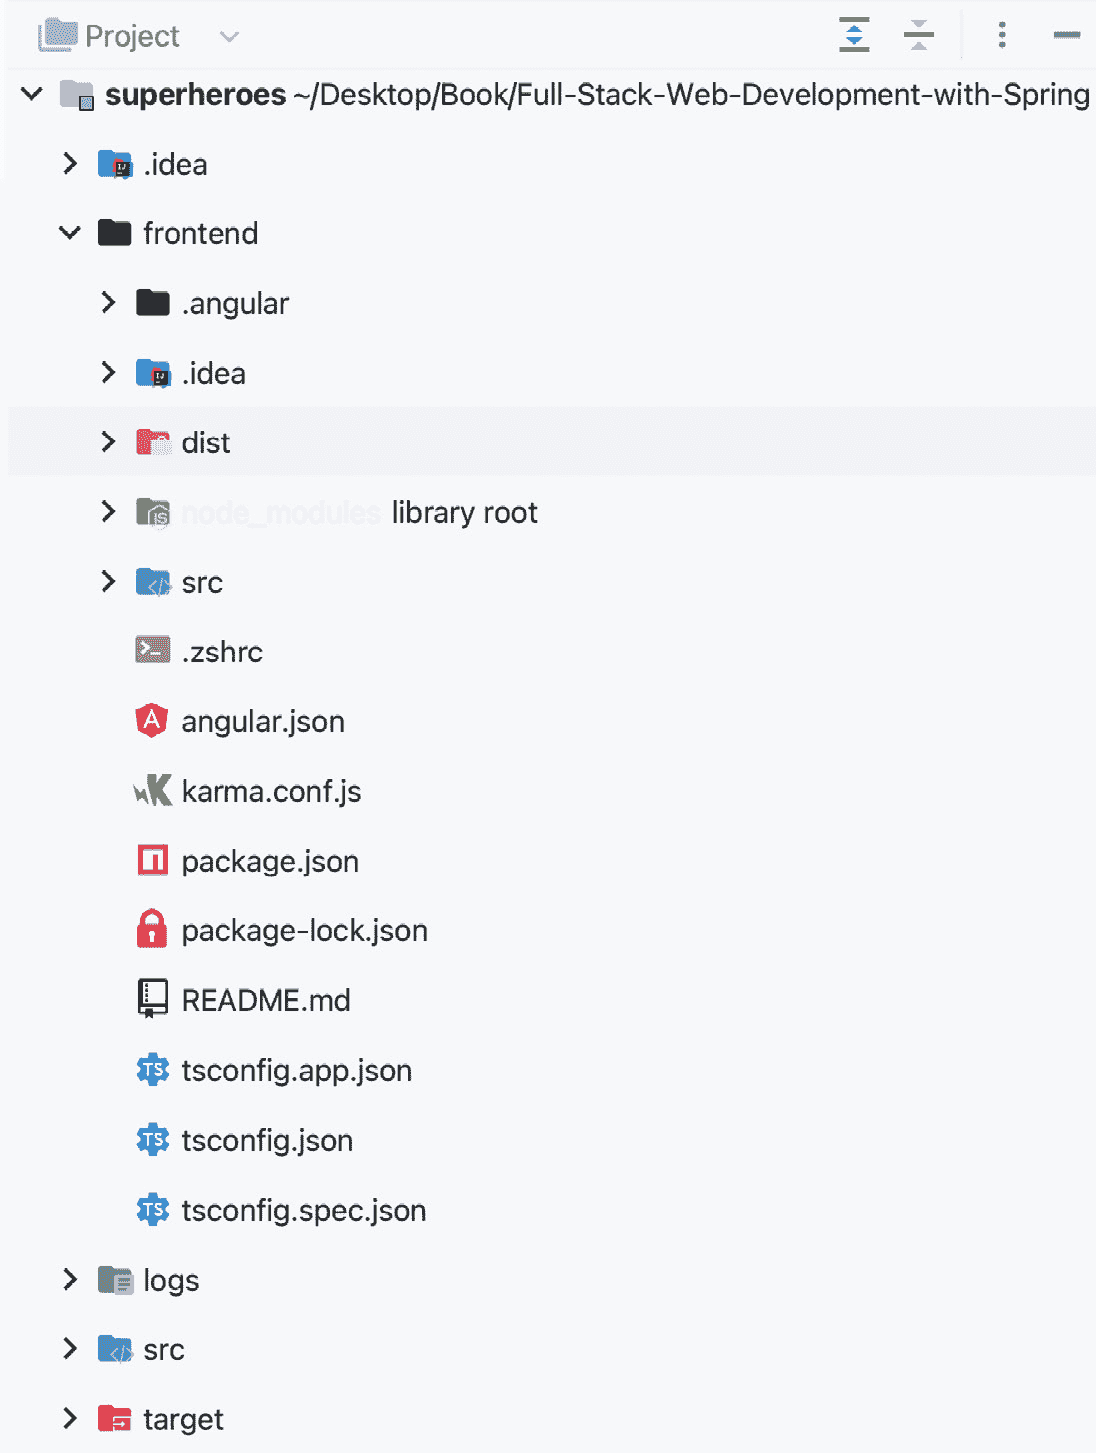 Project
superheroes ~/Desktop/Book/Full-Stack-Web-Development-with-Spring
.idea
frontend
.angular
.idea
dist
node_modules library root
src
.zshrc
angular.json
karma.conf.js
package.json
package-lock.json
README.md
tsconfig.app.json
tsconfig.json
tsconfig.spec.json
logs
src
target